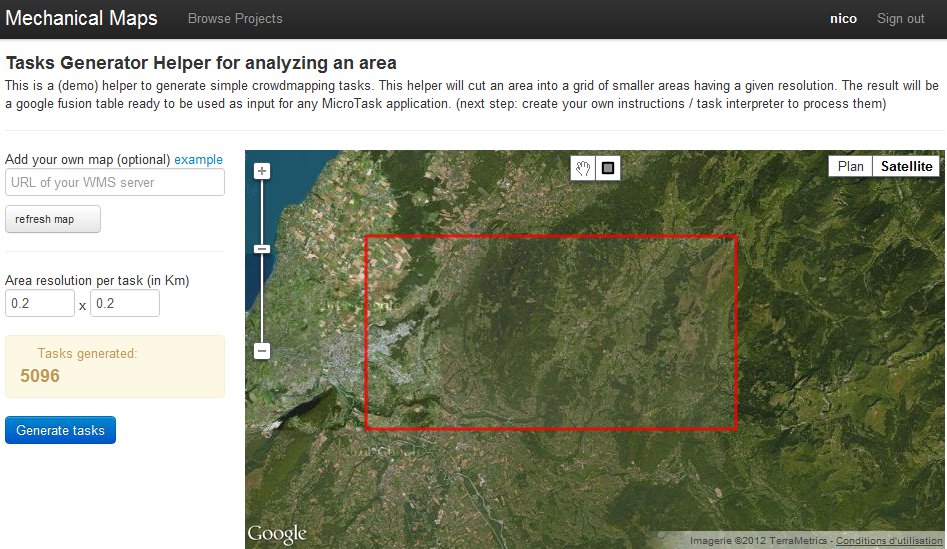 Mechanical Maps Browse Projects nico Sign out
Tasks Generator Helper for analyzing an area
This is a (demo) helper to generate simple crowdmapping tasks. This helper will cut an area into a grid of smaller areas having a given resolution. The result will be
a google fusion table ready to be used as input for any MicroTask application. (next step: create your own instructions / task interpreter to process them)
Add your own map (optional) example
URL of your WMS server
refresh map
Area resolution per task (in Km)
0.2 x 0.2
Tasks generated:
5096
Generate tasks
Plan Satellite
Google
Imagerie ©2012 TerraMetrics - Conditions d'utilisation